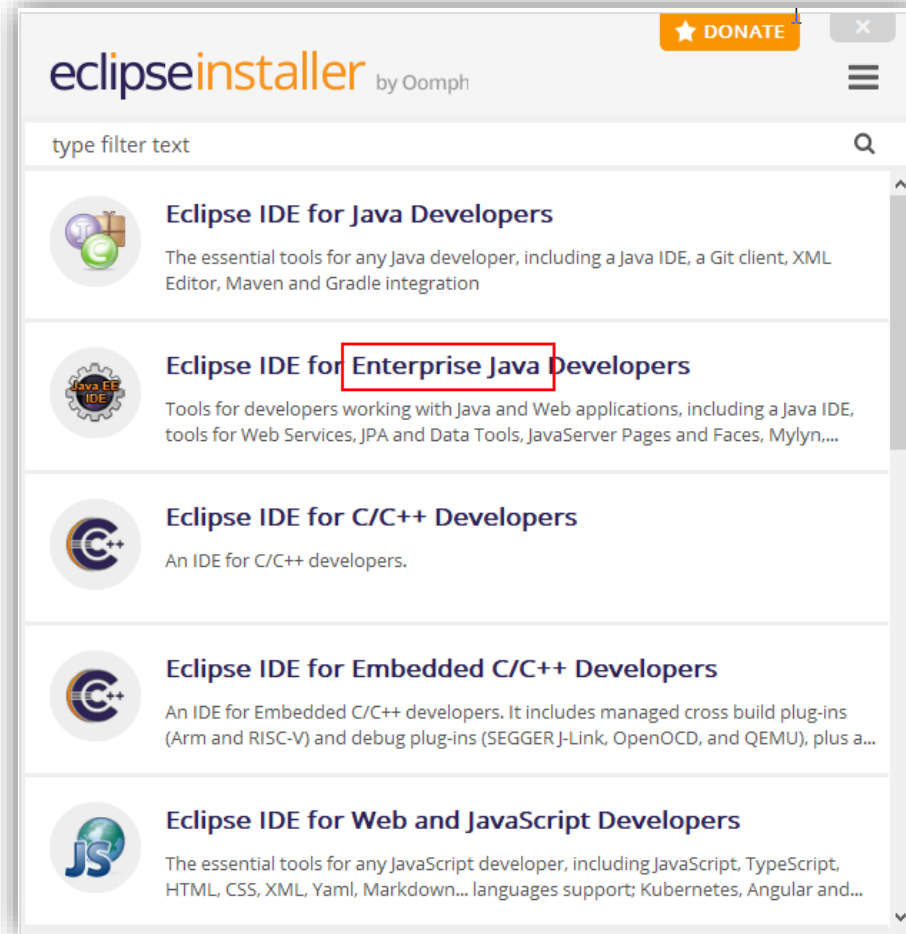 DONATE
eclipseinstaller by Oomph
type filter text
Eclipse IDE for Java Developers
The essential tools for any Java developer, including a Java IDE, a Git client, XML
Editor, Maven and Gradle integration
Java EE
IDE
Eclipse IDE for Enterprise Java Developers
Tools for developers working with Java and Web applications, including a Java IDE,
tools for Web Services, JPA and Data Tools, JavaServer Pages and Faces, Mylyn,...
C++
Eclipse IDE for C/C++ Developers
An IDE for C/C++ developers.
C++
Eclipse IDE for Embedded C/C++ Developers
An IDE for Embedded C/C++ developers. It includes managed cross build plug-ins
(Arm and RISC-V) and debug plug-ins (SEGGER J-Link, OpenOCD, and QEMU), plus a...
JS
Eclipse IDE for Web and JavaScript Developers
The essential tools for any JavaScript developer, including JavaScript, TypeScript,
HTML, CSS, XML, Yaml, Markdown... languages support; Kubernetes, Angular and...